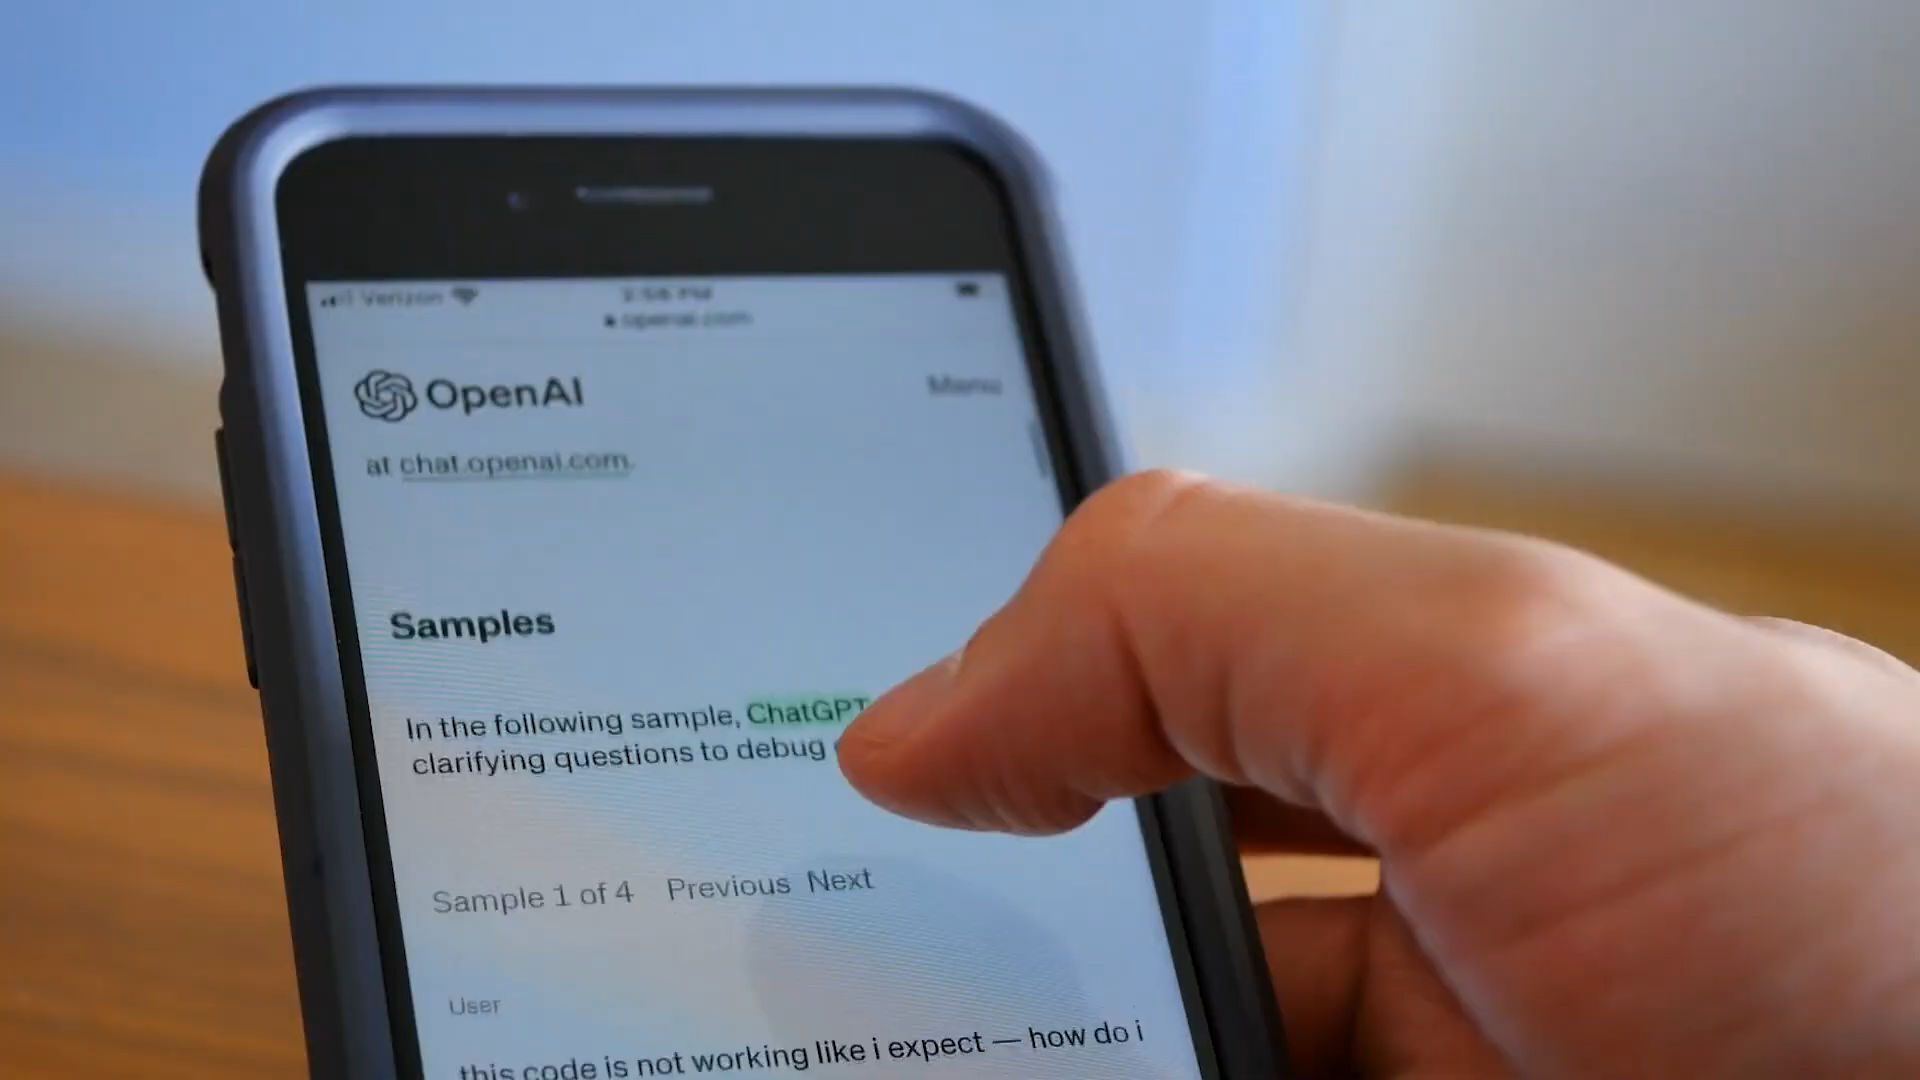 Verizon
openai.com
OpenAI
Menu
at chat.openai.com.
Samples
In the following sample, ChatGPT
clarifying questions to debug
Sample 1 of 4 Previous Next
User
this code is not working like i expect — how do i